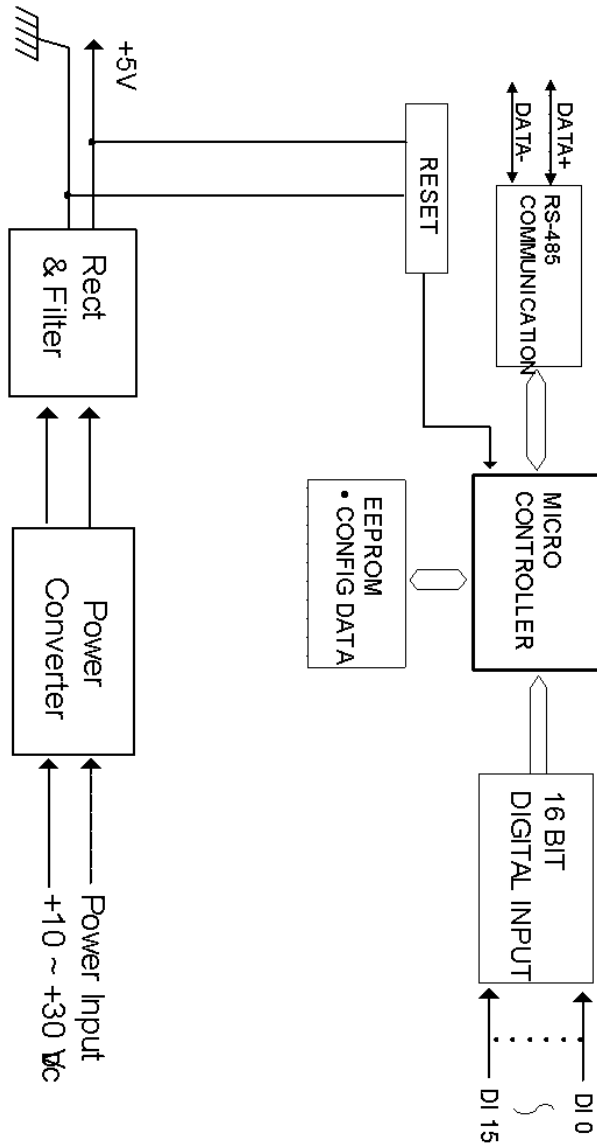 DATA+
DATA-
RS-485
COMMUNICATION
MICRO
CONTROLLER
16 BIT
DIGITAL INPUT
DI 0
DI 15
RESET
EEPROM
• CONFIG DATA
+5V
Rect
& Filter
Power
Converter
Power Input
+10 ~ +30 Vdc